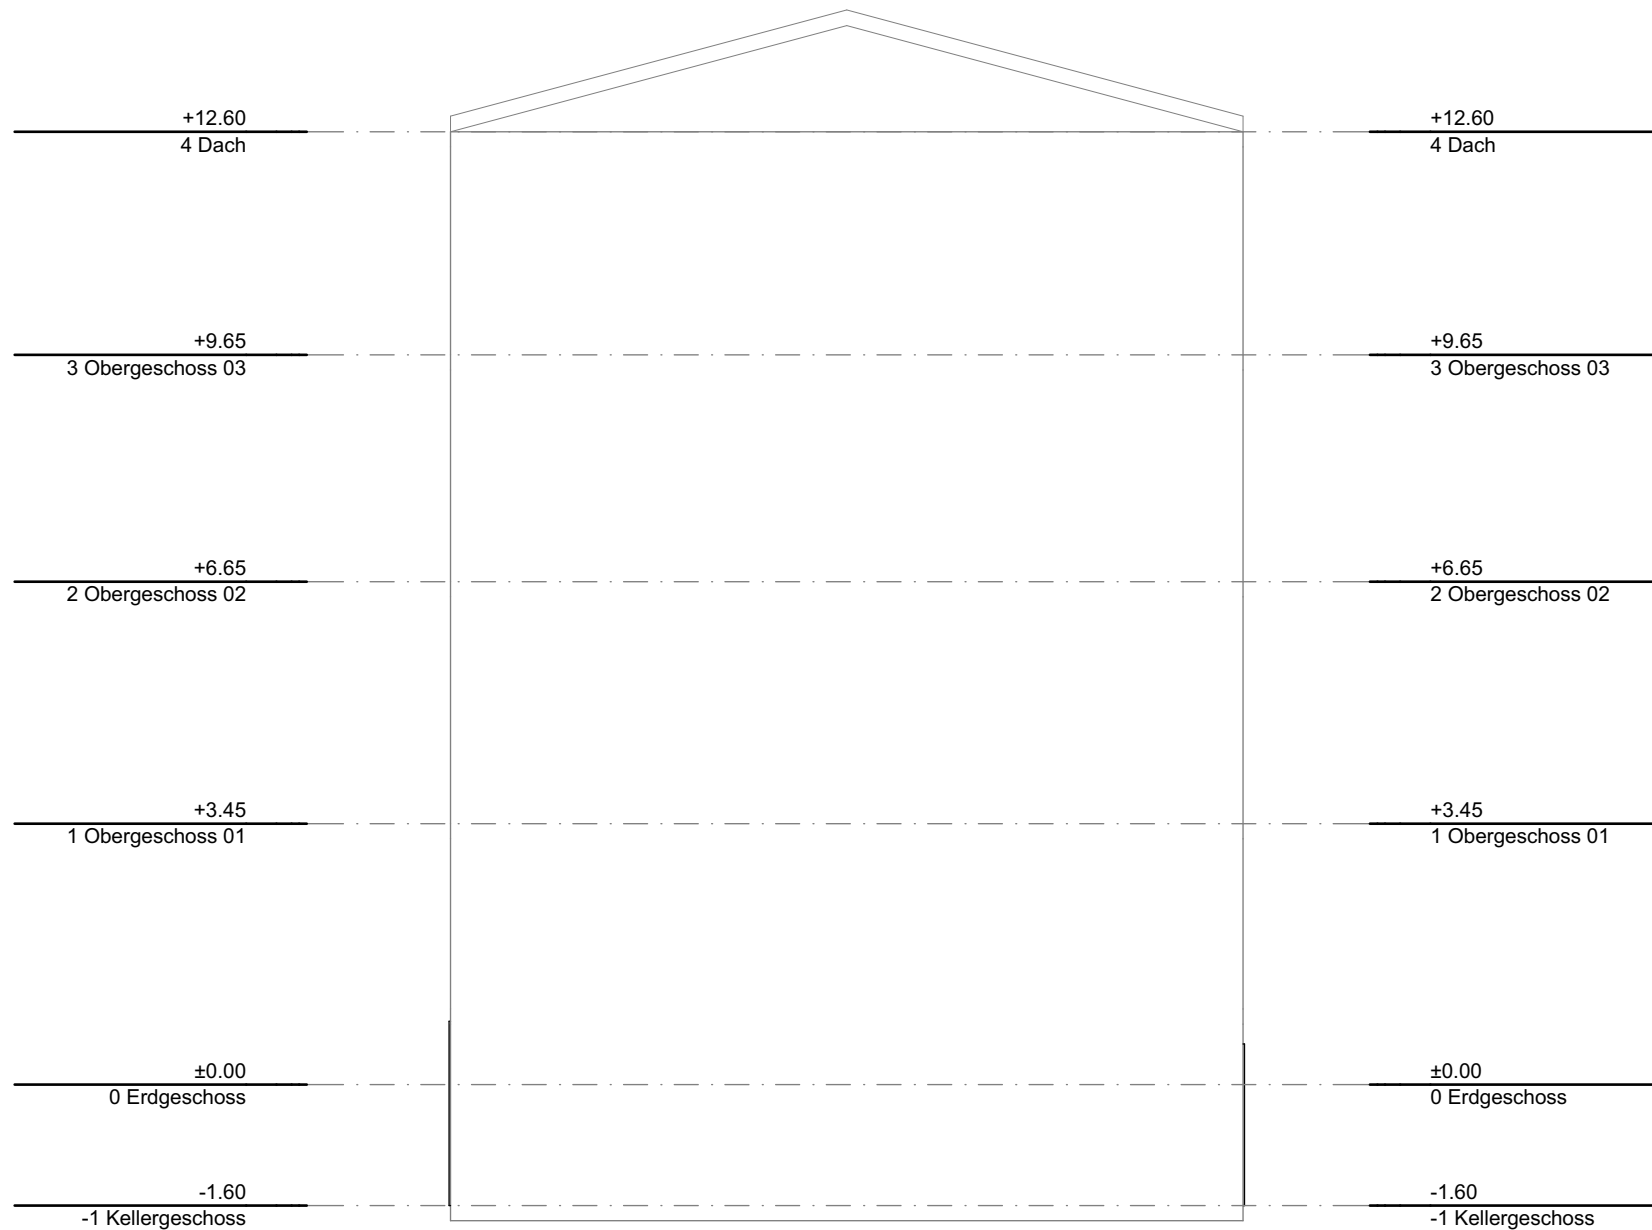 +12.60
4 Dach
+12.60
4 Dach
+9.65
3 Obergeschoss 03
+9.65
3 Obergeschoss 03
+6.65
2 Obergeschoss 02
+6.65
2 Obergeschoss 02
+3.45
1 Obergeschoss 01
+3.45
1 Obergeschoss 01
±0.00
0 Erdgeschoss
±0.00
0 Erdgeschoss
-1.60
-1 Kellergeschoss
-1.60
-1 Kellergeschoss